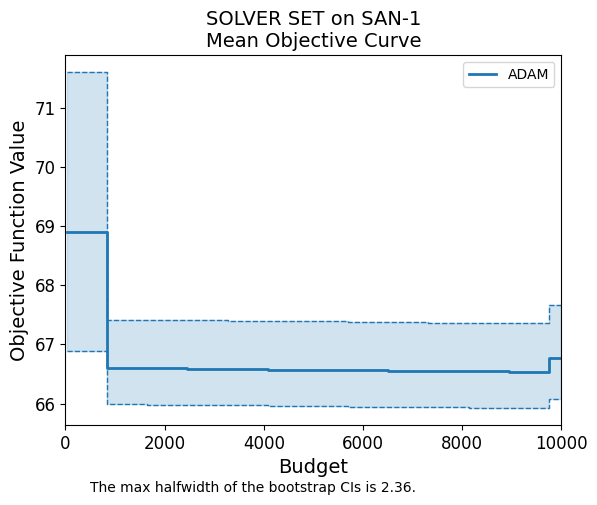 SOLVER SET on SAN-1
Mean Objective Curve
ADAM
Objective Function Value
71
70
69
68
67
66
0 2000 4000 6000 8000 10000
Budget
The max halfwidth of the bootstrap CIs is 2.36.